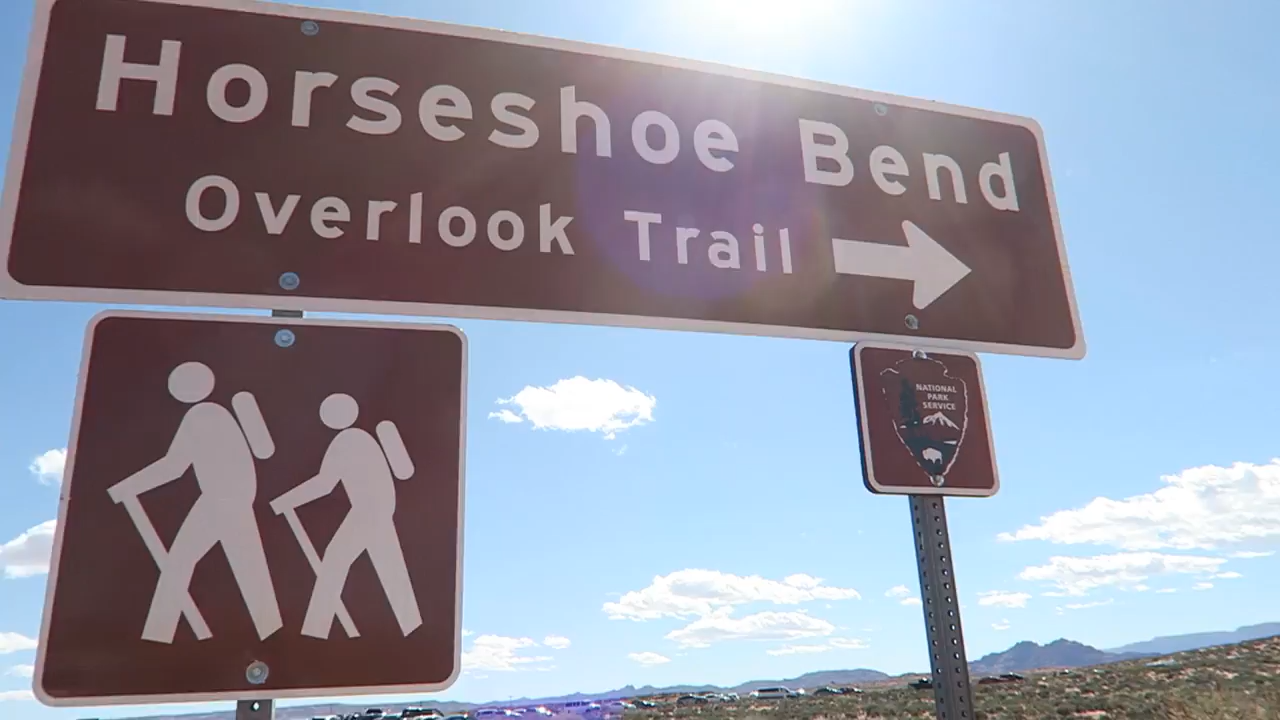 Horseshoe Bend
Overlook Trail
NATIONAL
PARK
SERVICE